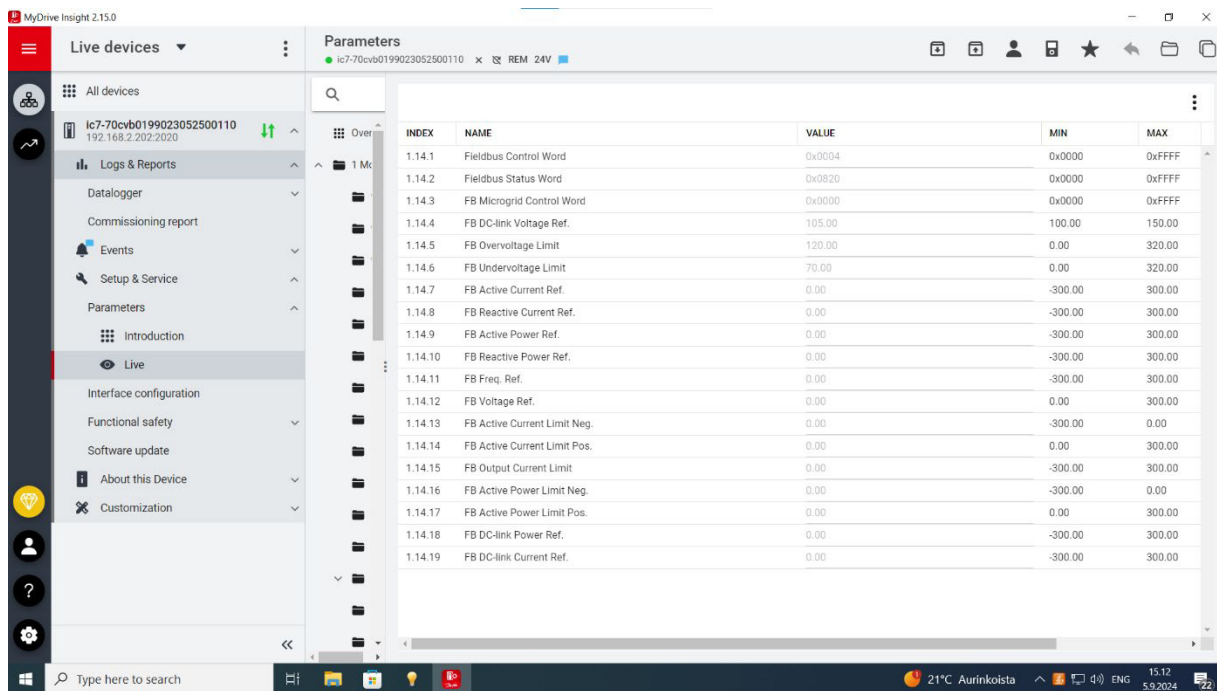 MyDrive Insight 2.15.0
Live devices
All devices
ic7-70cvb0199023052500110
192.168.2.202:2020
Logs & Reports
Datalogger
Commissioning report
Events
Setup & Service
Parameters
Introduction
Live
Interface configuration
Functional safety
Software update
About this Device
Customization
Parameters
ic7-70cvb0199023052500110 REM 24V
Over
1 Mo
INDEX NAME VALUE MIN MAX
1.14.1 Fieldbus Control Word 0x0004 0x0000 0xFFFF
1.14.2 Fieldbus Status Word 0x0820 0x0000 0xFFFF
1.14.3 FB Microgrid Control Word 0x0000 0x0000 0xFFFF
1.14.4 FB DC-link Voltage Ref. 105.00 100.00 150.00
1.14.5 FB Overvoltage Limit 120.00 0.00 320.00
1.14.6 FB Undervoltage Limit 70.00 0.00 320.00
1.14.7 FB Active Current Ref. 0.00 -300.00 300.00
1.14.8 FB Reactive Current Ref. 0.00 -300.00 300.00
1.14.9 FB Active Power Ref. 0.00 -300.00 300.00
1.14.10 FB Reactive Power Ref. 0.00 -300.00 300.00
1.14.11 FB Freq. Ref. 0.00 -300.00 300.00
1.14.12 FB Voltage Ref. 0.00 0.00 300.00
1.14.13 FB Active Current Limit Neg. 0.00 -300.00 0.00
1.14.14 FB Active Current Limit Pos. 0.00 0.00 300.00
1.14.15 FB Output Current Limit 0.00 -300.00 300.00
1.14.16 FB Active Power Limit Neg. 0.00 -300.00 0.00
1.14.17 FB Active Power Limit Pos. 0.00 0.00 300.00
1.14.18 FB DC-link Power Ref. 0.00 -300.00 300.00
1.14.19 FB DC-link Current Ref. 0.00 -300.00 300.00
Type here to search
21°C Aurinkoista
ENG
15.12
5.9.2024
22